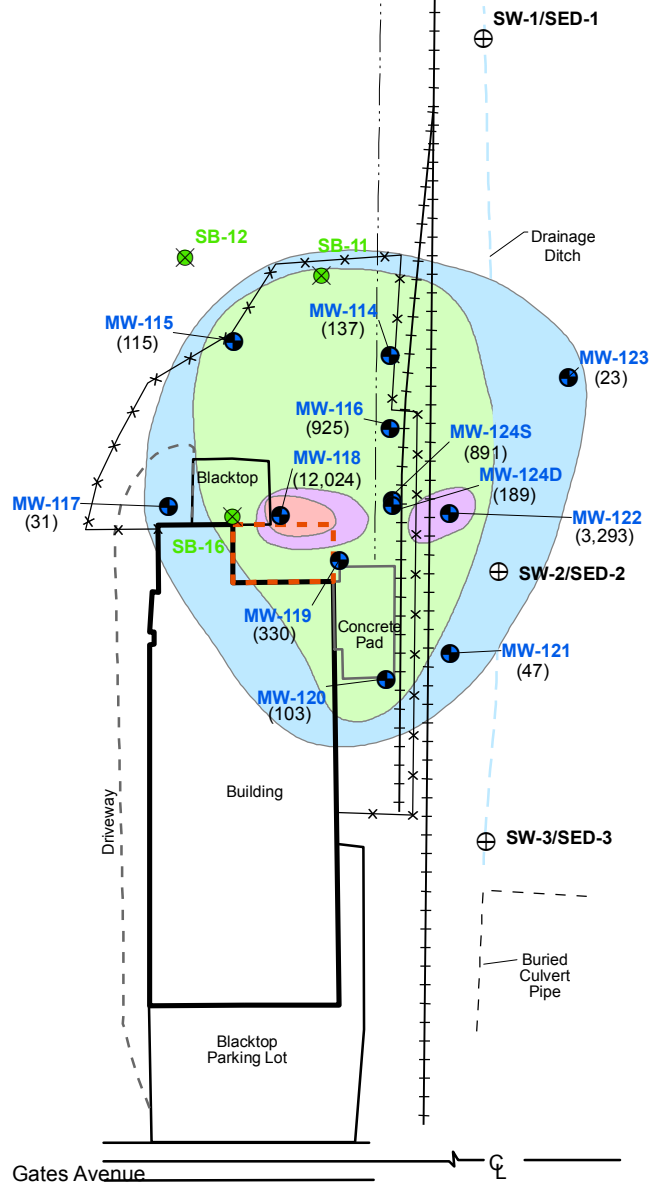 SW-1/SED-1
SB-12
SB-11
Drainage
Ditch
MW-115
(115)
MW-114
(137)
MW-123
(23)
MW-116
(925)
MW-124S
(891)
MW-118
(12,024)
Blacktop
MW-124D
(189)
MW-117
(31)
MW-122
(3,293)
SB-16
SW-2/SED-2
MW-119
(330)
Concrete
Pad
MW-121
(47)
MW-120
(103)
Building
Driveway
SW-3/SED-3
Buried
Culvert
Pipe
Blacktop
Parking Lot
Gates Avenue
℄